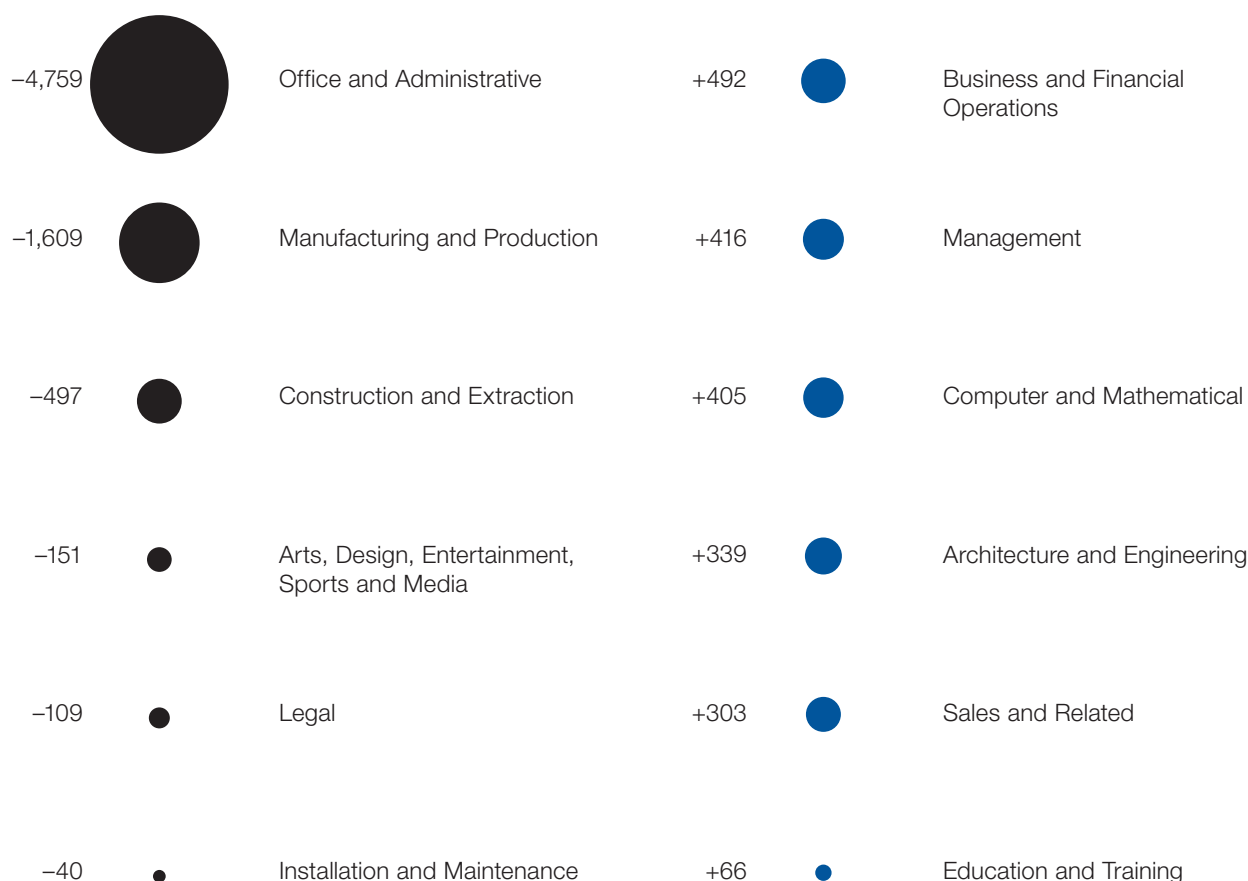 –4,759
Office and Administrative
+492
Business and Financial
Operations
–1,609
Manufacturing and Production
+416
Management
–497
Construction and Extraction
+405
Computer and Mathematical
–151
Arts, Design, Entertainment,
Sports and Media
+339
Architecture and Engineering
–109
Legal
+303
Sales and Related
–40
Installation and Maintenance
+66
Education and Training